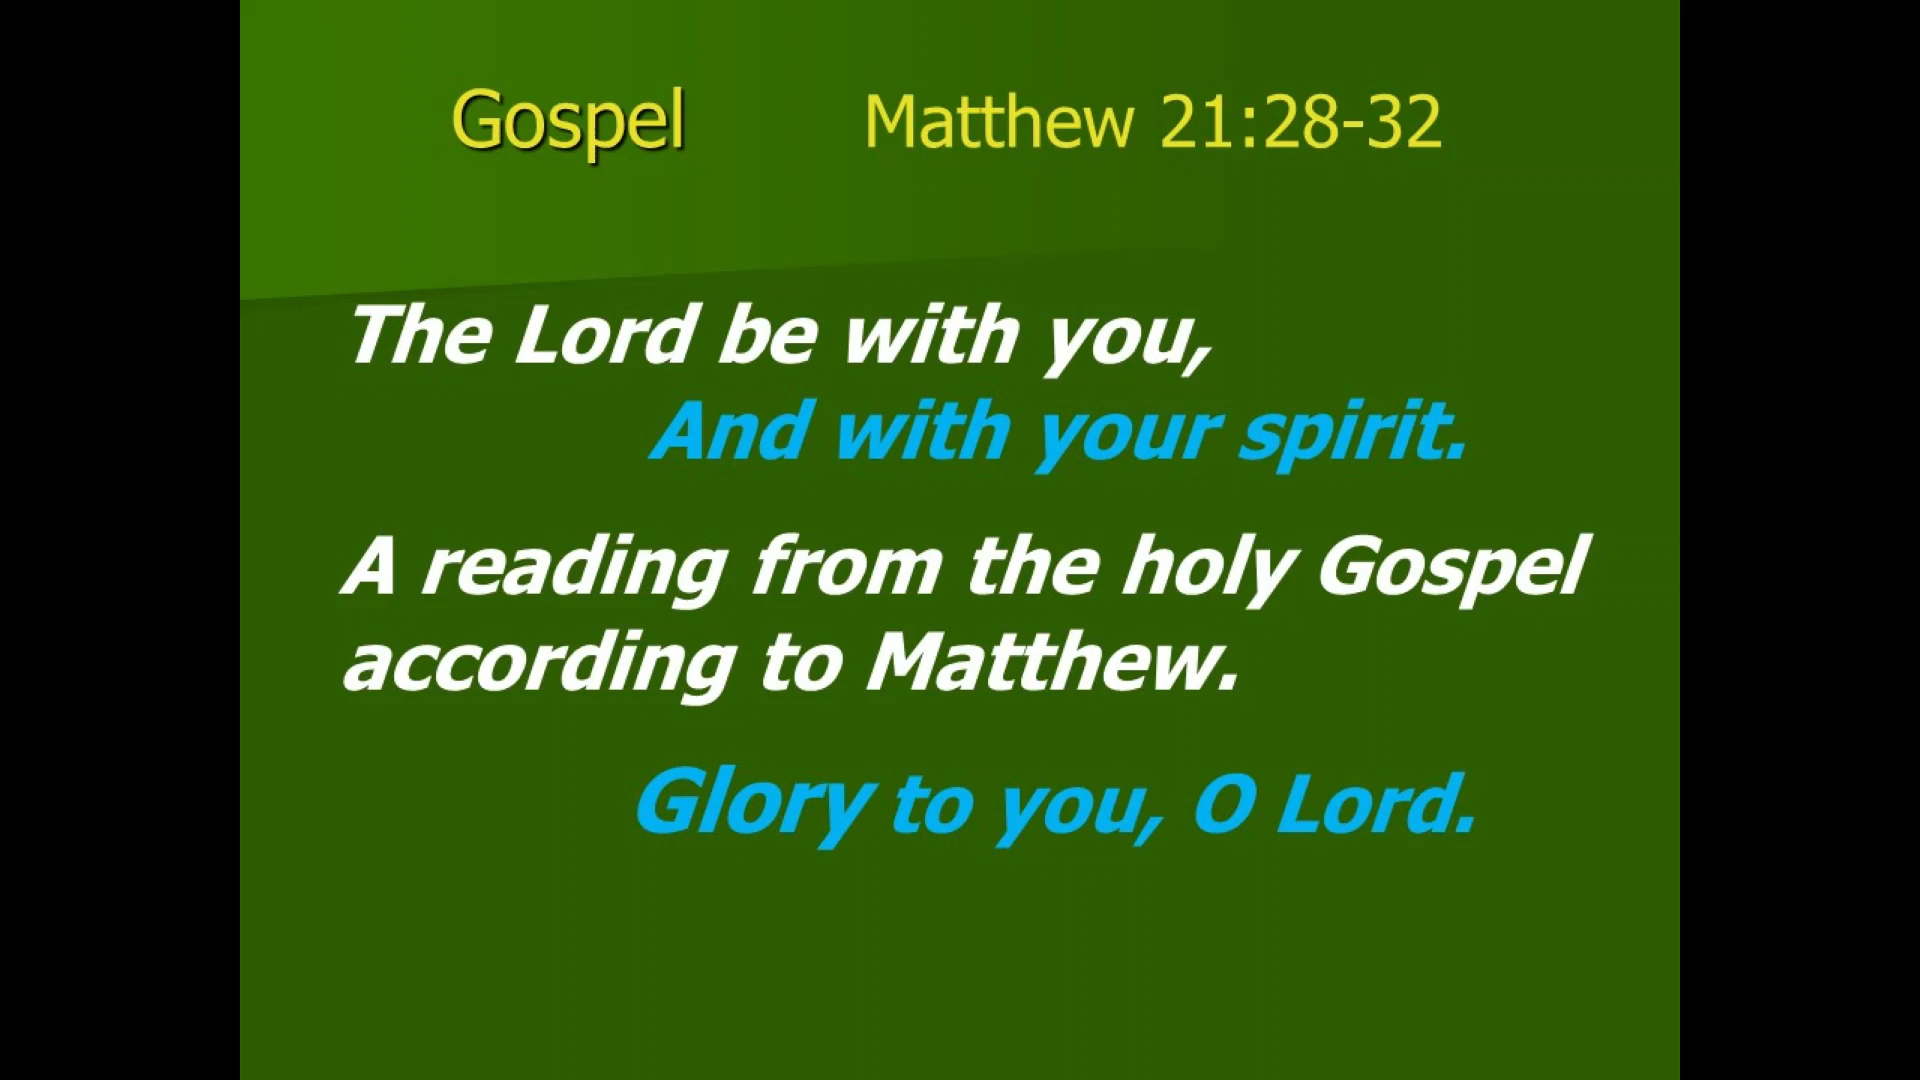 Gospel Matthew 21:28-32
The Lord be with you,
And with your spirit.
A reading from the holy Gospel
according to Matthew.
Glory to you, O Lord.